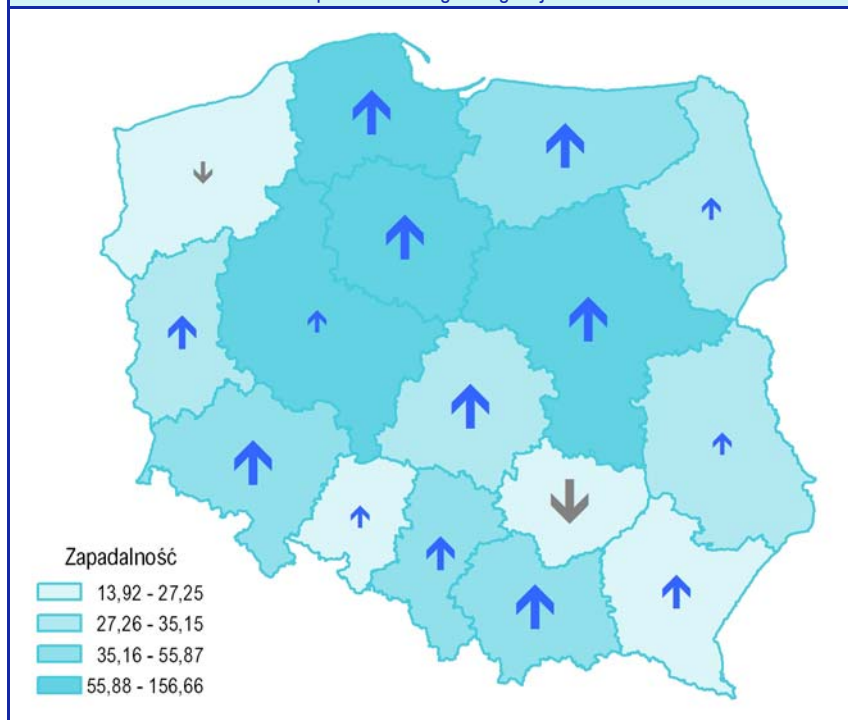 Zapadalność
13,92 - 27,25
27,26 - 35,15
35,16 - 55,87
55,88 - 156,66